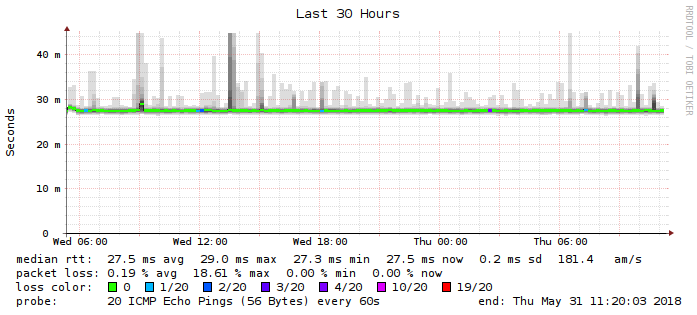 Last 30 Hours
RRDTOOL / TOBI OETIKER
Seconds
40 m
30 m
20 m
10 m
0
Wed 06:00 Wed 12:00 Wed 18:00 Thu 00:00 Thu 06:00
median rtt: 27.5 ms avg 29.0 ms max 27.3 ms min 27.5 ms now 0.2 ms sd 181.4 am/s
packet loss: 0.19 % avg 18.61 % max 0.00 % min 0.00 % now
loss color: 0 1/20 2/20 3/20 4/20 10/20 19/20
probe: 20 ICMP Echo Pings (56 Bytes) every 60s end: Thu May 31 11:20:03 2018